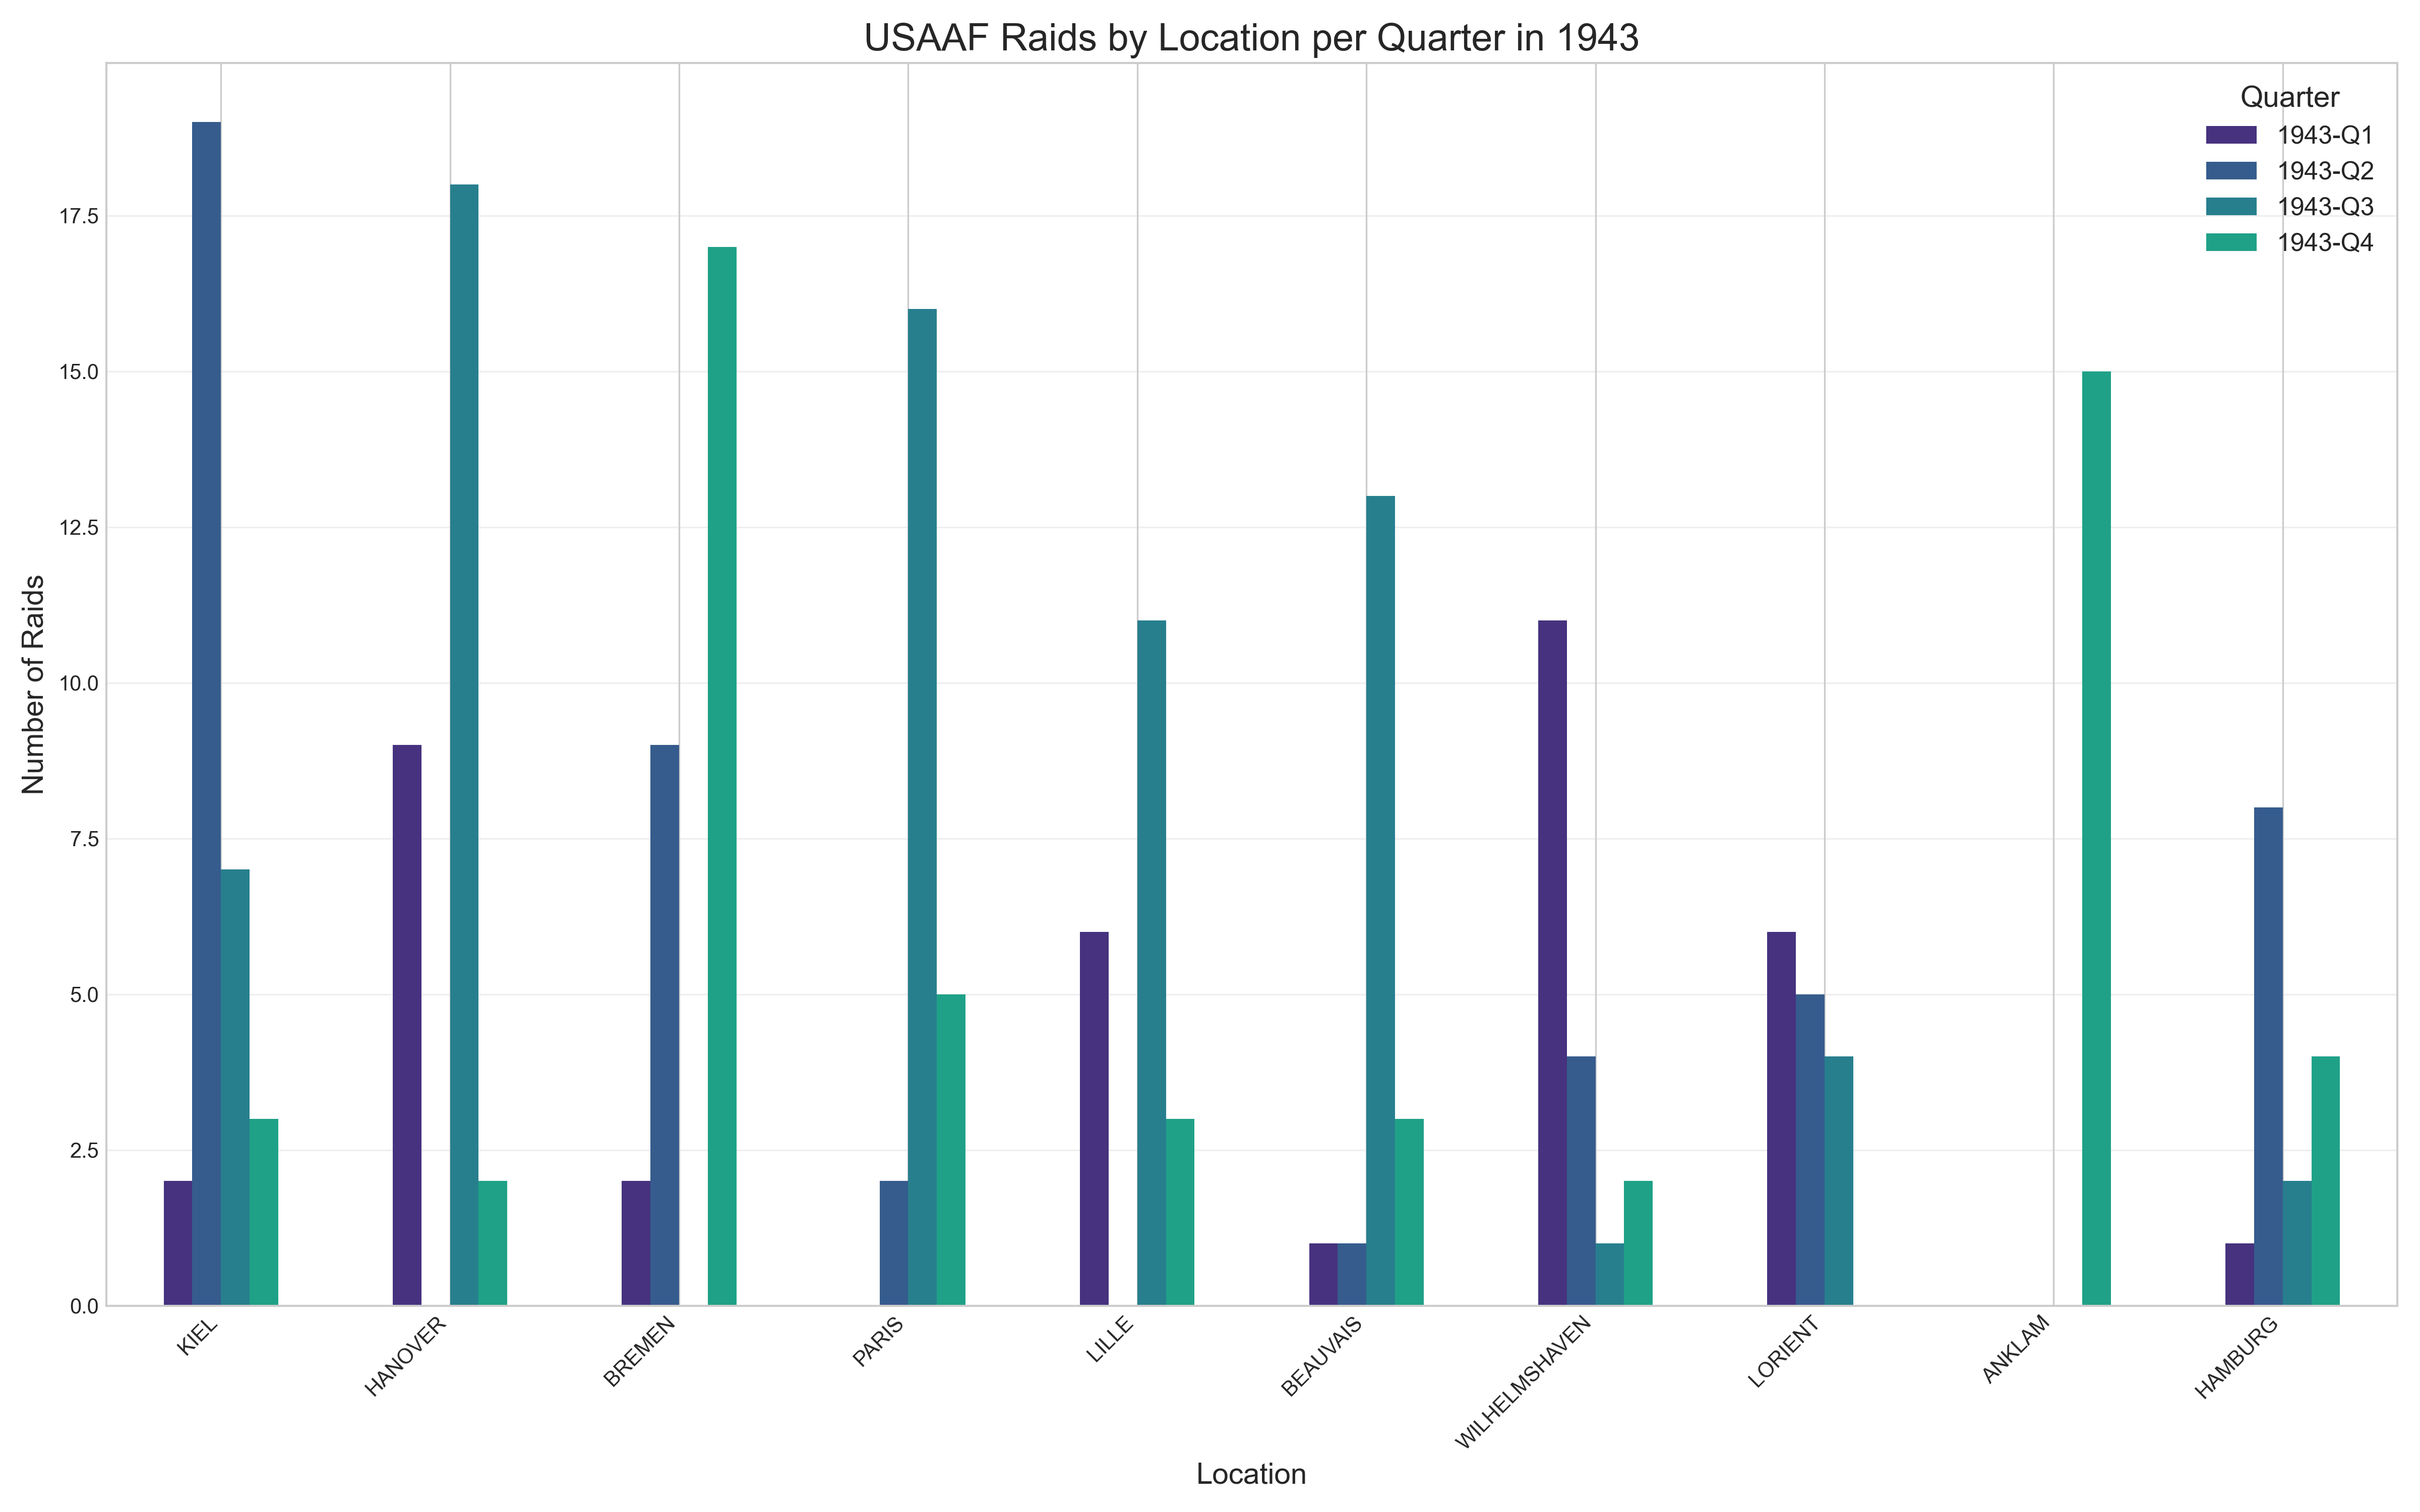 USAAF Raids by Location per Quarter in 1943
Quarter
1943-Q1
1943-Q2
1943-Q3
1943-Q4
Number of Raids
17.5
15.0
12.5
10.0
7.5
5.0
2.5
0.0
KIEL
HANOVER
BREMEN
PARIS
LILLE
BEAUVAIS
WILHELMSHAVEN
LORIENT
ANKLAM
HAMBURG
Location